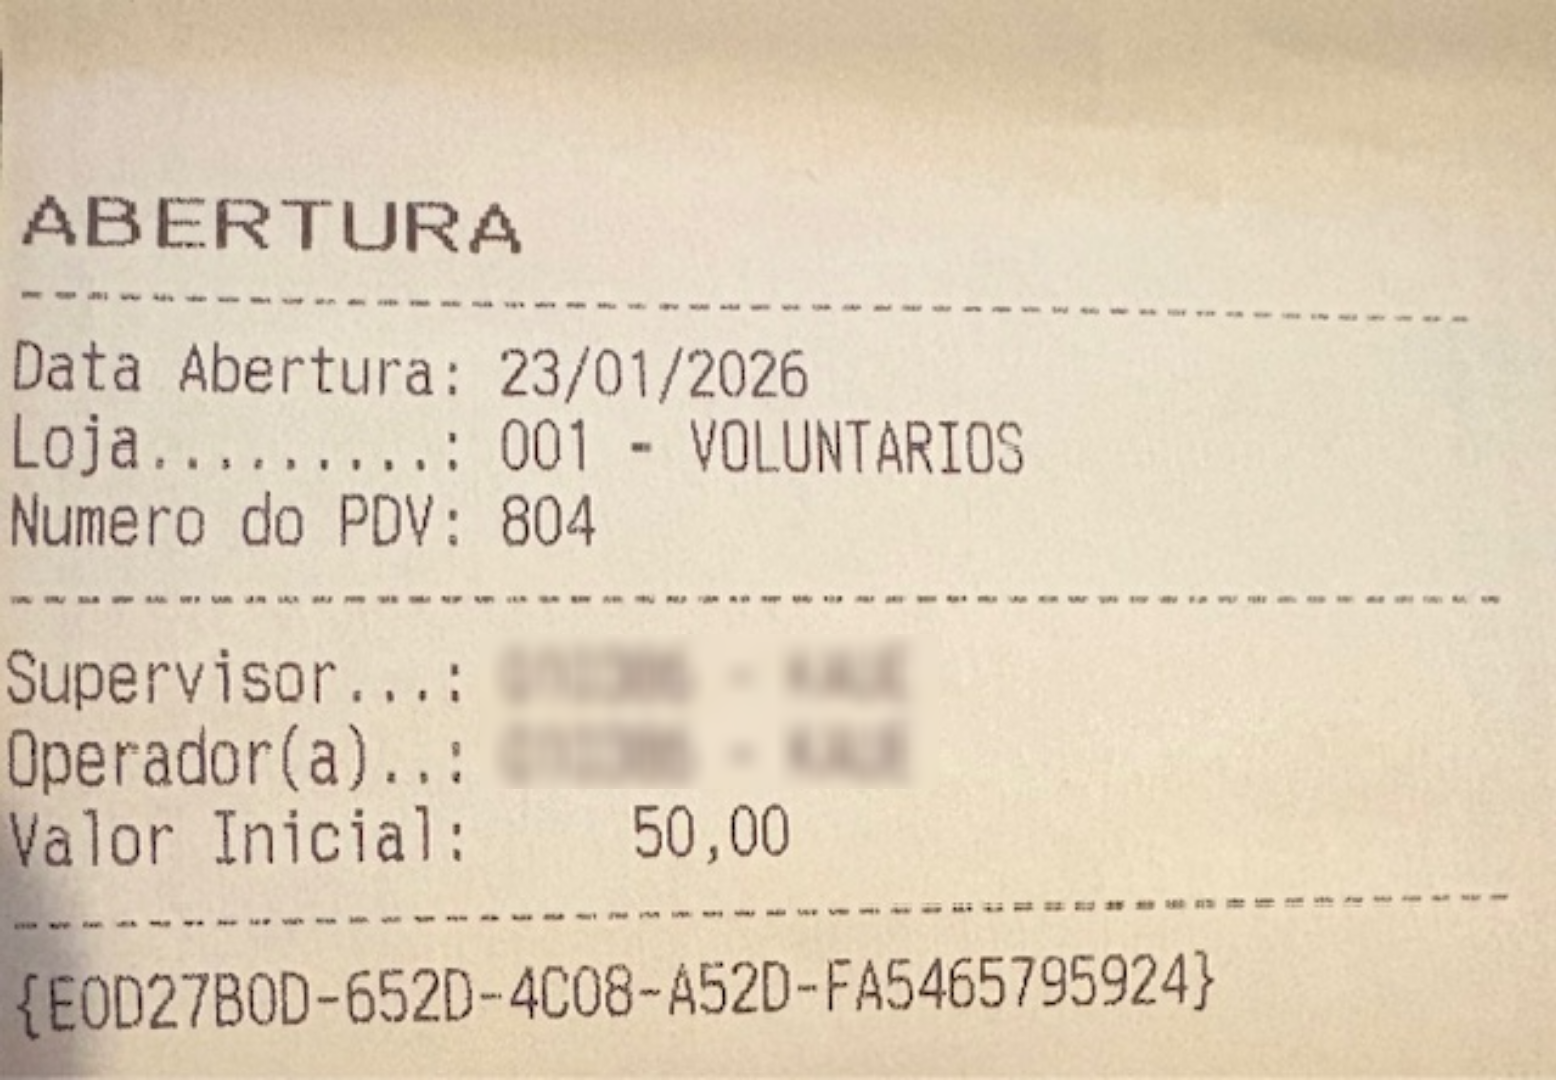 ABERTURA
Data Abertura: 23/01/2026
Loja.........: 001 - VOLUNTARIOS
Numero do PDV: 804
Supervisor...:
Operador(a)..:
Valor Inicial: 50,00
{E0D27B0D-652D-4C08-A52D-FA5465795924}